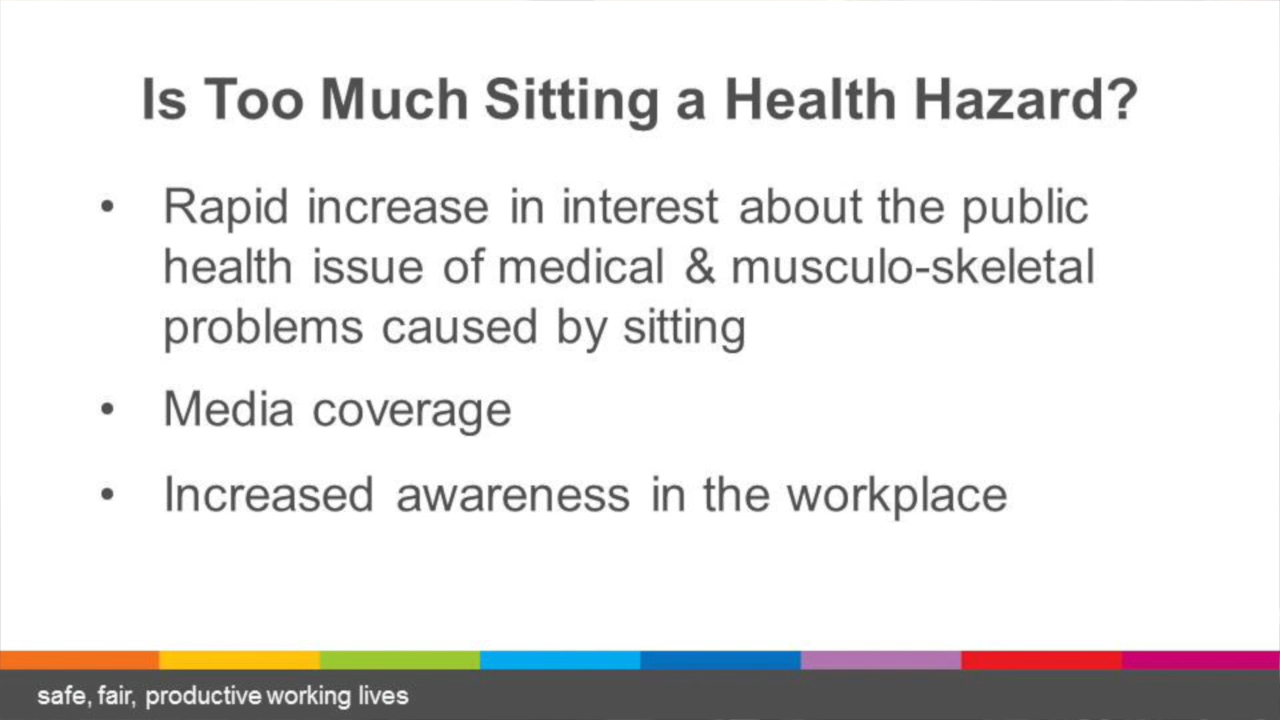 Is Too Much Sitting a Health Hazard?
• Rapid increase in interest about the public
health issue of medical & musculo-skeletal
problems caused by sitting
• Media coverage
• Increased awareness in the workplace
safe, fair, productive working lives